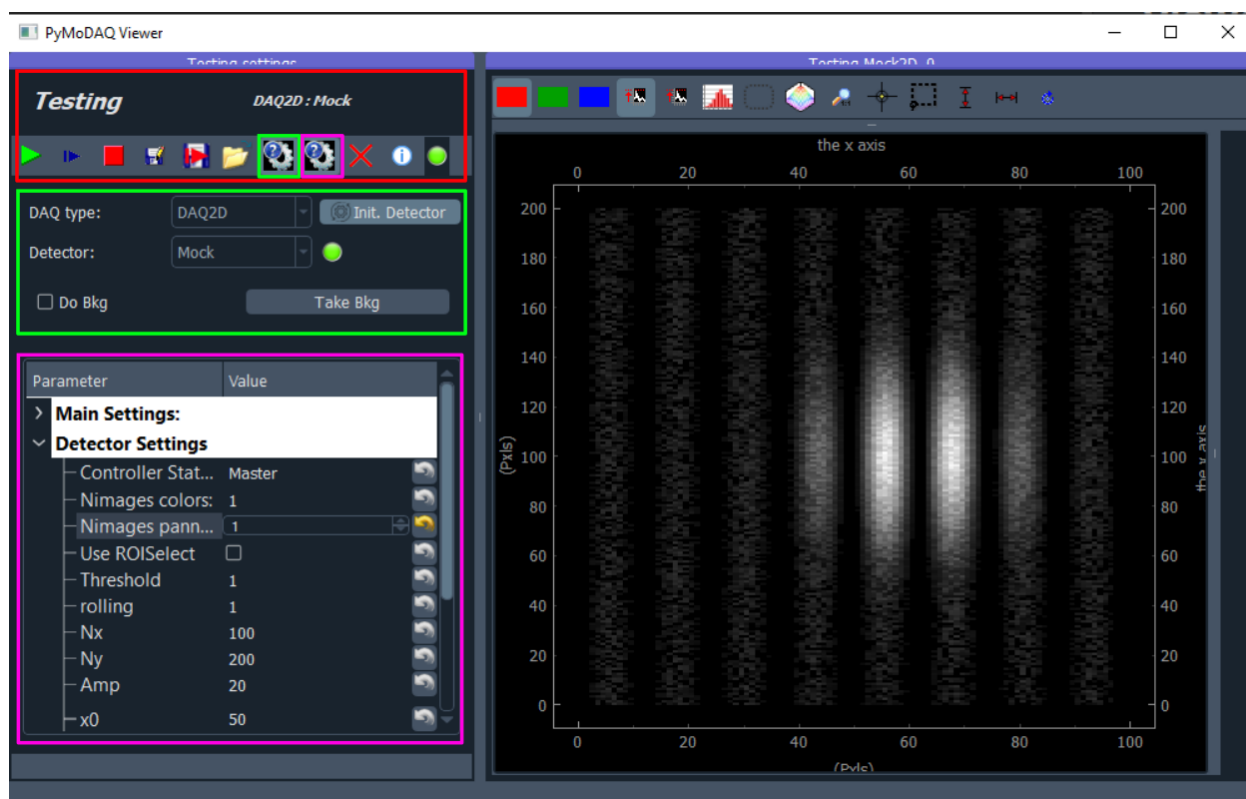 PyMoDAQ Viewer
Testing settings
Testing Mock2D_0
Testing
DAQ2D : Mock
DAQ type:
DAQ2D
Init. Detector
Detector:
Mock
Do Bkg
Take Bkg
Parameter
Value
Main Settings:
Detector Settings
Controller Stat...
Master
Nimages colors:
1
Nimages pann...
1
Use ROISelect
Threshold
1
rolling
1
Nx
100
Ny
200
Amp
20
x0
50
the x axis
0 20 40 60 80 100
200 200
180 180
160 160
140 140
120 120
(Pxls) 100 100 the x axis
80 80
60 60
40 40
20 20
0 0
0 20 40 60 80 100
(Pxls)